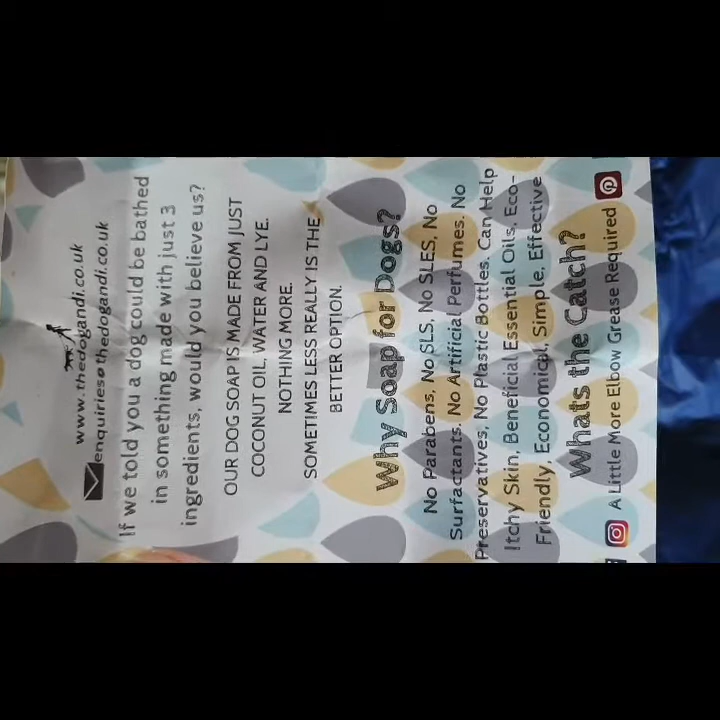 www.thedogandi.co.uk
enquiries@thedogandi.co.uk
If we told you a dog could be bathed
in something made with just 3
ingredients, would you believe us?
OUR DOG SOAP IS MADE FROM JUST
COCONUT OIL, WATER AND LYE.
NOTHING MORE.
SOMETIMES LESS REALLY IS THE
BETTER OPTION.
Why Soap for Dogs?
No Parabens, No SLS, No SLES, No
Surfactants, No Artificial Perfumes, No
Preservatives, No Plastic Bottles. Can Help
Itchy Skin, Beneficial Essential Oils, Eco-
Friendly, Economical, Simple, Effective
Whats the Catch?
A Little More Elbow Grease Required